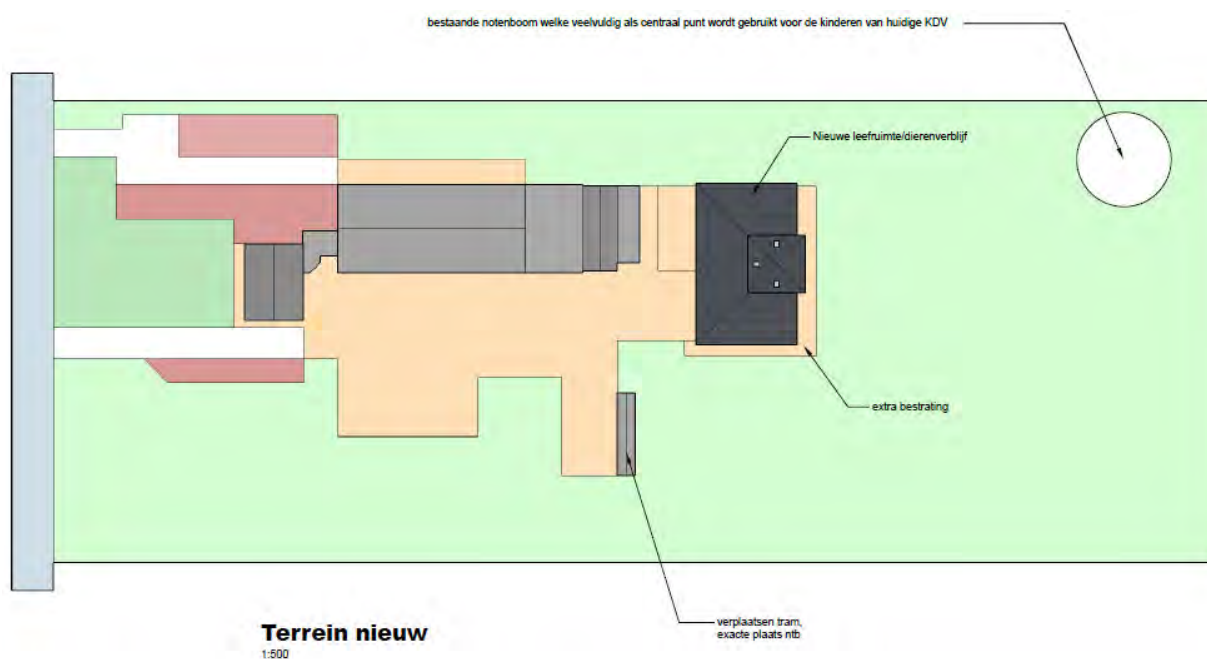 bestaande notenboom welke veelvuldig als centraal punt wordt gebruikt voor de kinderen van huidige KDV
Nieuwe leefruimte/dierenverblijf
extra bestrating
verplaatsen tram,
exacte plaats ntb
Terrein nieuw
1:500